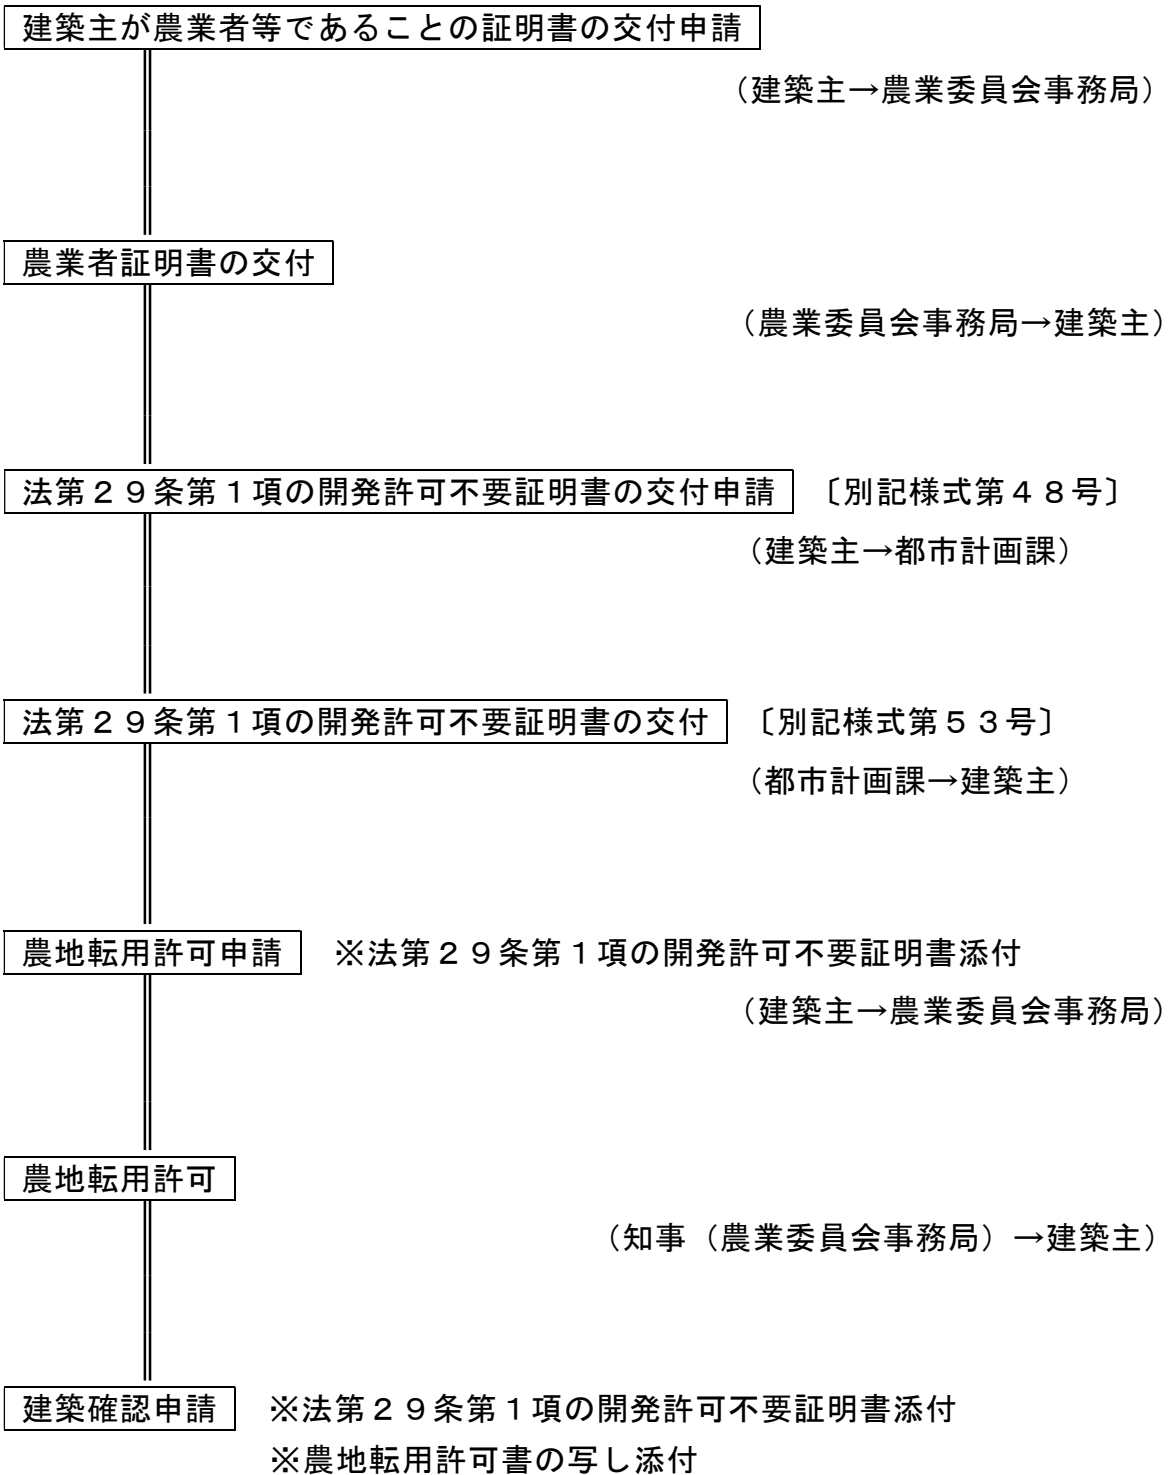 建築主が農業者等であることの証明書の交付申請
（建築主→農業委員会事務局）
農業者証明書の交付
（農業委員会事務局→建築主）
法第２９条第１項の開発許可不要証明書の交付申請 〔別記様式第４８号〕
（建築主→都市計画課）
法第２９条第１項の開発許可不要証明書の交付 〔別記様式第５３号〕
（都市計画課→建築主）
農地転用許可申請 ※法第２９条第１項の開発許可不要証明書添付
（建築主→農業委員会事務局）
農地転用許可
（知事（農業委員会事務局）→建築主）
建築確認申請 ※法第２９条第１項の開発許可不要証明書添付
※農地転用許可書の写し添付